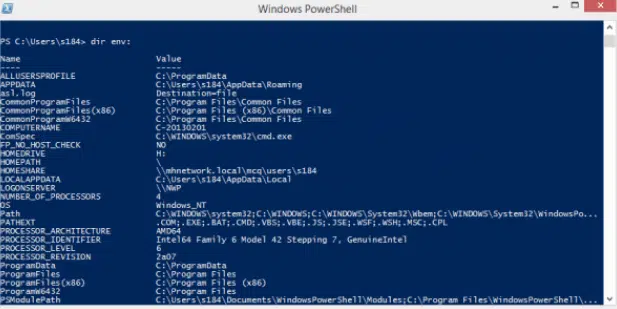 Windows PowerShell
PS C:\Users\s184> dir env:
Name Value
---- -----
ALLUSERSPROFILE C:\ProgramData
APPDATA C:\Users\s184\AppData\Roaming
asl.log Destination=file
CommonProgramFiles C:\Program Files\Common Files
CommonProgramFiles(x86) C:\Program Files (x86)\Common Files
CommonProgramW6432 C:\Program Files\Common Files
COMPUTERNAME C-20130201
ComSpec C:\WINDOWS\system32\cmd.exe
FP_NO_HOST_CHECK NO
HOMEDRIVE H:
HOMEPATH \
HOMESHARE \\mhnetwork.local\mcq\users\s184
LOCALAPPDATA C:\Users\s184\AppData\Local
LOGONSERVER \\NWP
NUMBER_OF_PROCESSORS 4
OS Windows_NT
Path C:\WINDOWS\system32;C:\WINDOWS;C:\WINDOWS\System32\Wbem;C:\WINDOWS\System32\WindowsPo...
PATHEXT .COM;.EXE;.BAT;.CMD;.VBS;.VBE;.JS;.JSE;.WSF;.WSH;.MSC;.CPL
PROCESSOR_ARCHITECTURE AMD64
PROCESSOR_IDENTIFIER Intel64 Family 6 Model 42 Stepping 7, GenuineIntel
PROCESSOR_LEVEL 6
PROCESSOR_REVISION 2a07
ProgramData C:\ProgramData
ProgramFiles C:\Program Files
ProgramFiles(x86) C:\Program Files (x86)
ProgramW6432 C:\Program Files
PSModulePath C:\Users\s184\Documents\WindowsPowerShell\Modules;C:\Program Files\WindowsPowerShell\...